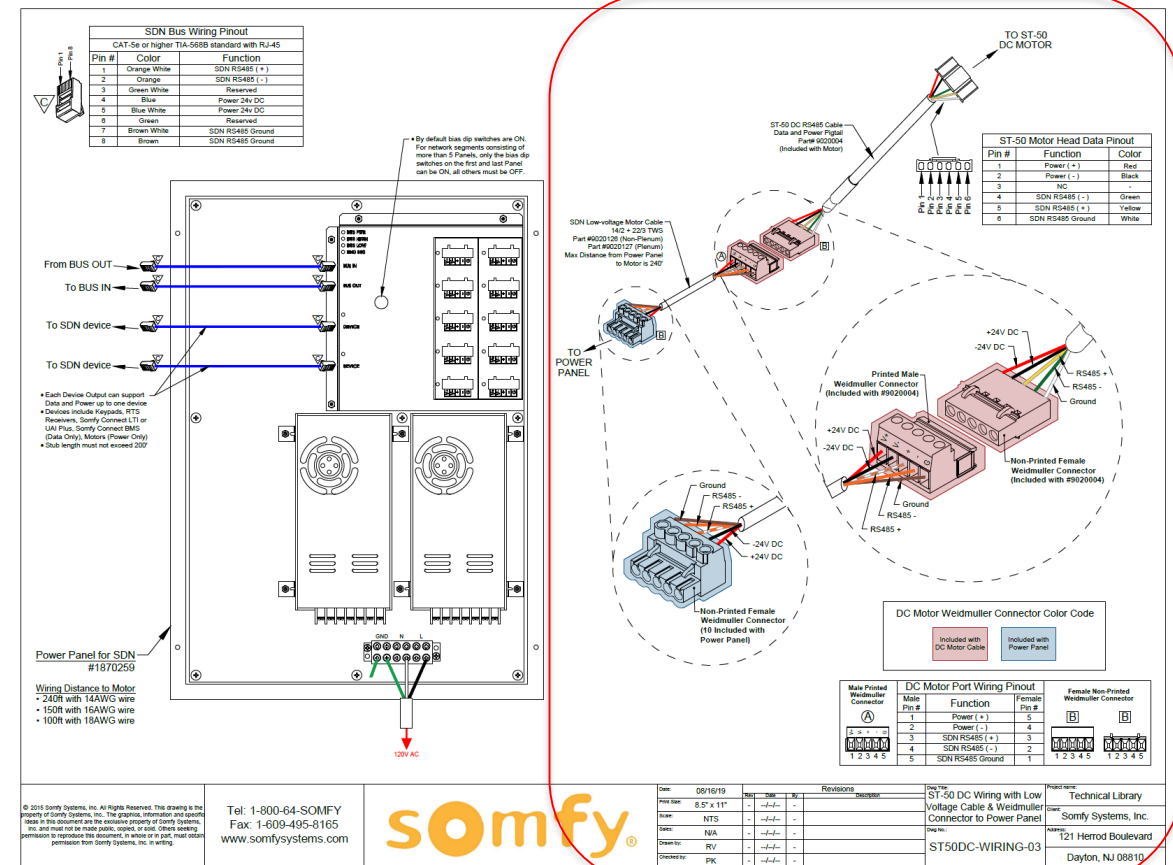 SDN Bus Wiring Pinout
CAT-5e or higher TIA-568B standard with RJ-45
Pin # Color Function
1 Orange White SDN RS485 ( + )
2 Orange SDN RS485 ( - )
3 Green White Reserved
4 Blue Power 24v DC
5 Blue White Power 24v DC
6 Green Reserved
7 Brown White SDN RS485 Ground
8 Brown SDN RS485 Ground
Pin 1
Pin 8
C
• By default bias dip switches are ON.
For network segments consisting of
more than 5 Panels, only the bias dip
switches on the first and last Panel
can be ON, all others must be OFF.
From BUS OUT
To BUS IN
To SDN device
To SDN device
BUS IN
BUS OUT
DEVICE
DEVICE
• Each Device Output can support
Data and Power up to one device
• Devices include Keypads, RTS
Receivers, Somfy Connect LTI or
UAI Plus, Somfy Connect BMS
(Data Only), Motors (Power Only)
• Stub length must not exceed 200'
GND N L
120V AC
Power Panel for SDN
#1870259
Wiring Distance to Motor
• 240ft with 14AWG wire
• 150ft with 16AWG wire
• 100ft with 18AWG wire
TO ST-50
DC MOTOR
ST-50 DC RS485 Cable
Data and Power Pigtail
Part# 9020004
(Included with Motor)
Pin 1
Pin 2
Pin 3
Pin 4
Pin 5
Pin 6
ST-50 Motor Head Data Pinout
Pin # Function Color
1 Power ( + ) Red
2 Power ( - ) Black
3 NC -
4 SDN RS485 ( - ) Green
5 SDN RS485 ( + ) Yellow
6 SDN RS485 Ground White
SDN Low-voltage Motor Cable
14/2 + 22/3 TWS
Part #9020126 (Non-Plenum)
Part #9020127 (Plenum)
Max Distance from Power Panel
to Motor is 240'
A
B
B
TO
POWER
PANEL
+24V DC
-24V DC
RS485 +
RS485 -
Ground
Printed Male
Weidmuller Connector
(Included with #9020004)
+24V DC
-24V DC
Non-Printed Female
Weidmuller Connector
(Included with #9020004)
Ground
RS485 -
RS485 +
Ground
RS485 -
RS485 +
-24V DC
+24V DC
Non-Printed Female
Weidmuller Connector
(10 Included with
Power Panel)
DC Motor Weidmuller Connector Color Code
Included with
DC Motor Cable
Included with
Power Panel
Male Printed
Weidmuller
Connector
A
1 2 3 4 5
DC Motor Port Wiring Pinout
Male Pin # Function Female Pin #
1 Power ( + ) 5
2 Power ( - ) 4
3 SDN RS485 ( + ) 3
4 SDN RS485 ( - ) 2
5 SDN RS485 Ground 1
Female Non-Printed
Weidmuller Connector
B B
1 2 3 4 5 1 2 3 4 5
© 2015 Somfy Systems, Inc. All Rights Reserved. This drawing is the
property of Somfy Systems, Inc.. The graphics, information and specific
ideas in this document are the exclusive property of Somfy Systems,
Inc. and must not be made public, copied, or sold. Others seeking
permission to reproduce this document, in whole or in part, must obtain
permission from Somfy Systems, Inc. in writing.
Tel: 1-800-64-SOMFY
Fax: 1-609-495-8165
www.somfysystems.com
somfy®
Date: 08/16/19
Print Size: 8.5" x 11"
Scale: NTS
Sales: N/A
Drawn by: RV
Checked by: PK
Revisions
Rev Date By Description
- --/--/-- -
- --/--/-- -
- --/--/-- -
- --/--/-- -
- --/--/-- -
Dwg Title:
ST-50 DC Wiring with Low
Voltage Cable & Weidmuller
Connector to Power Panel
Dwg No.:
ST50DC-WIRING-03
Project name:
Technical Library
Client:
Somfy Systems, Inc.
Address:
121 Herrod Boulevard
Dayton, NJ 08810